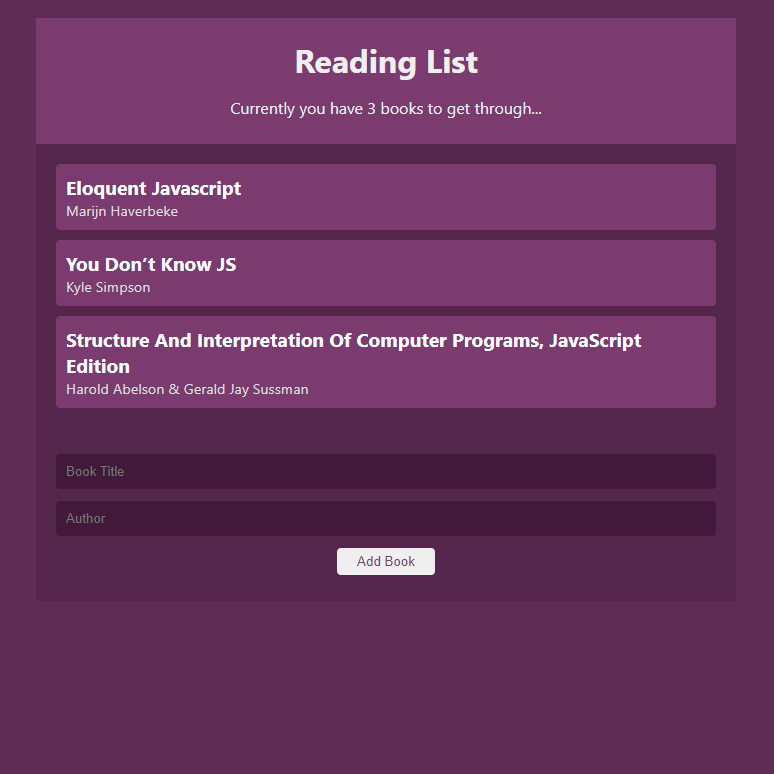 Reading List
Currently you have 3 books to get through...
Eloquent Javascript
Marijn Haverbeke
You Don’t Know JS
Kyle Simpson
Structure And Interpretation Of Computer Programs, JavaScript
Edition
Harold Abelson & Gerald Jay Sussman
Book Title
Author
Add Book